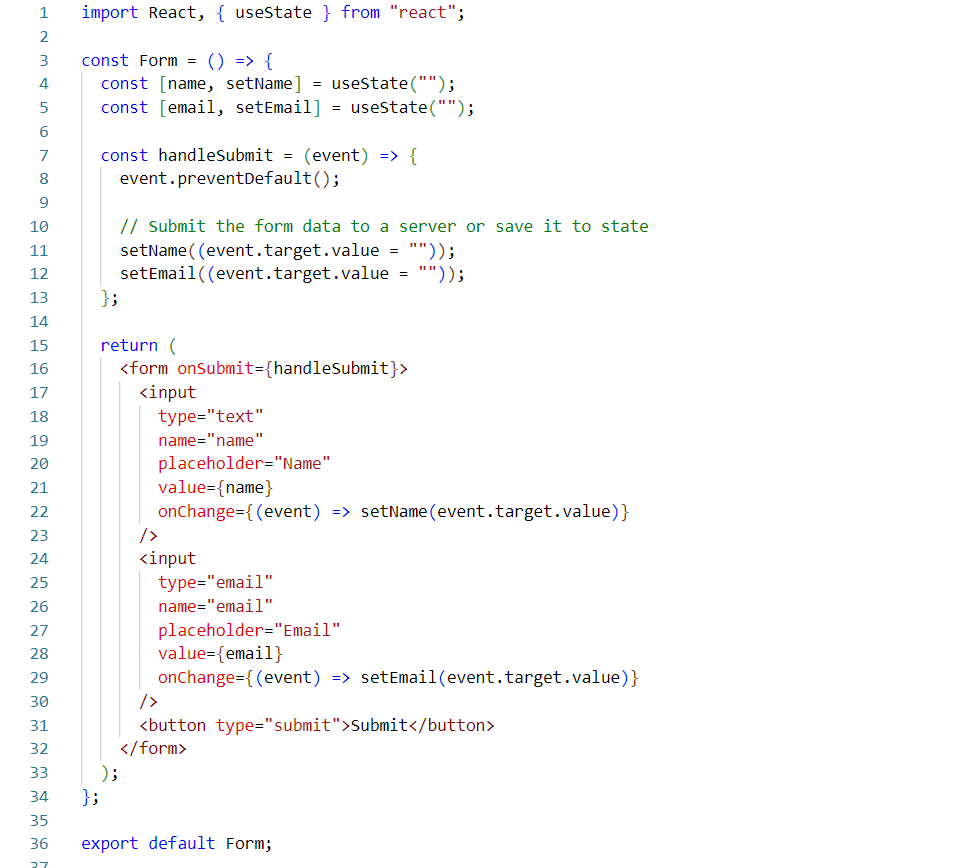 1 import React, { useState } from "react";
2
3 const Form = () => {
4 const [name, setName] = useState("");
5 const [email, setEmail] = useState("");
6
7 const handleSubmit = (event) => {
8 event.preventDefault();
9
10 // Submit the form data to a server or save it to state
11 setName((event.target.value = ""));
12 setEmail((event.target.value = ""));
13 };
14
15 return (
16 <form onSubmit={handleSubmit}>
17 <input
18 type="text"
19 name="name"
20 placeholder="Name"
21 value={name}
22 onChange={(event) => setName(event.target.value)}
23 />
24 <input
25 type="email"
26 name="email"
27 placeholder="Email"
28 value={email}
29 onChange={(event) => setEmail(event.target.value)}
30 />
31 <button type="submit">Submit</button>
32 </form>
33 );
34 };
35
36 export default Form;
37